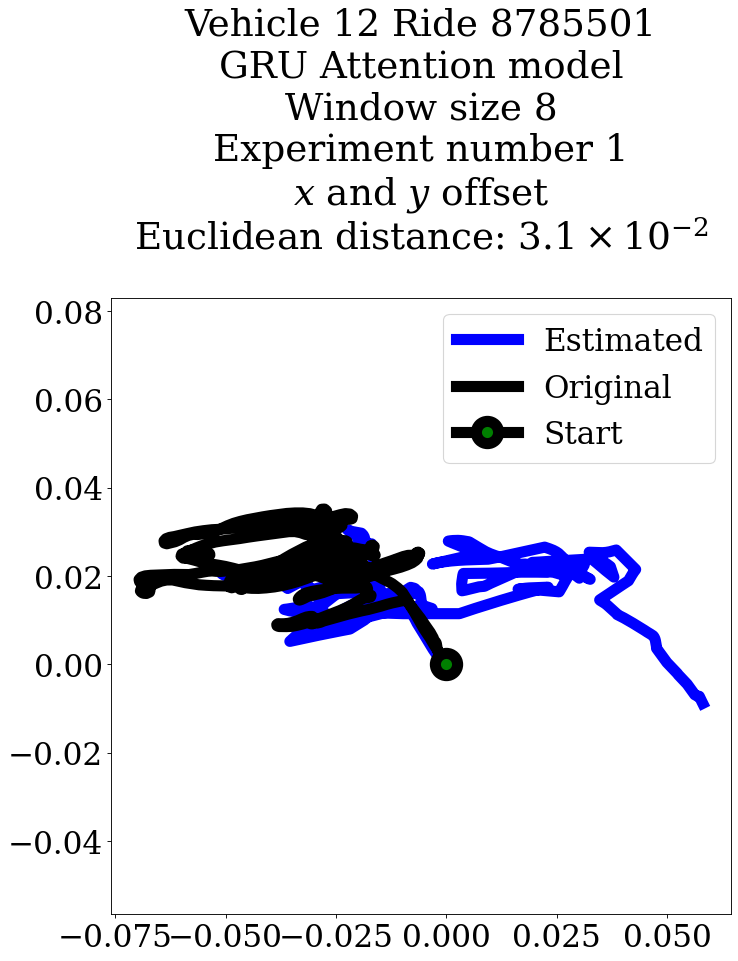 Vehicle 12 Ride 8785501
GRU Attention model
Window size 8
Experiment number 1
x and y offset
Euclidean distance: 3.1 × 10⁻²
0.08
0.06
0.04
0.02
0.00
−0.02
−0.04
Estimated
Original
Start
−0.075 −0.050 −0.025 0.000 0.025 0.050